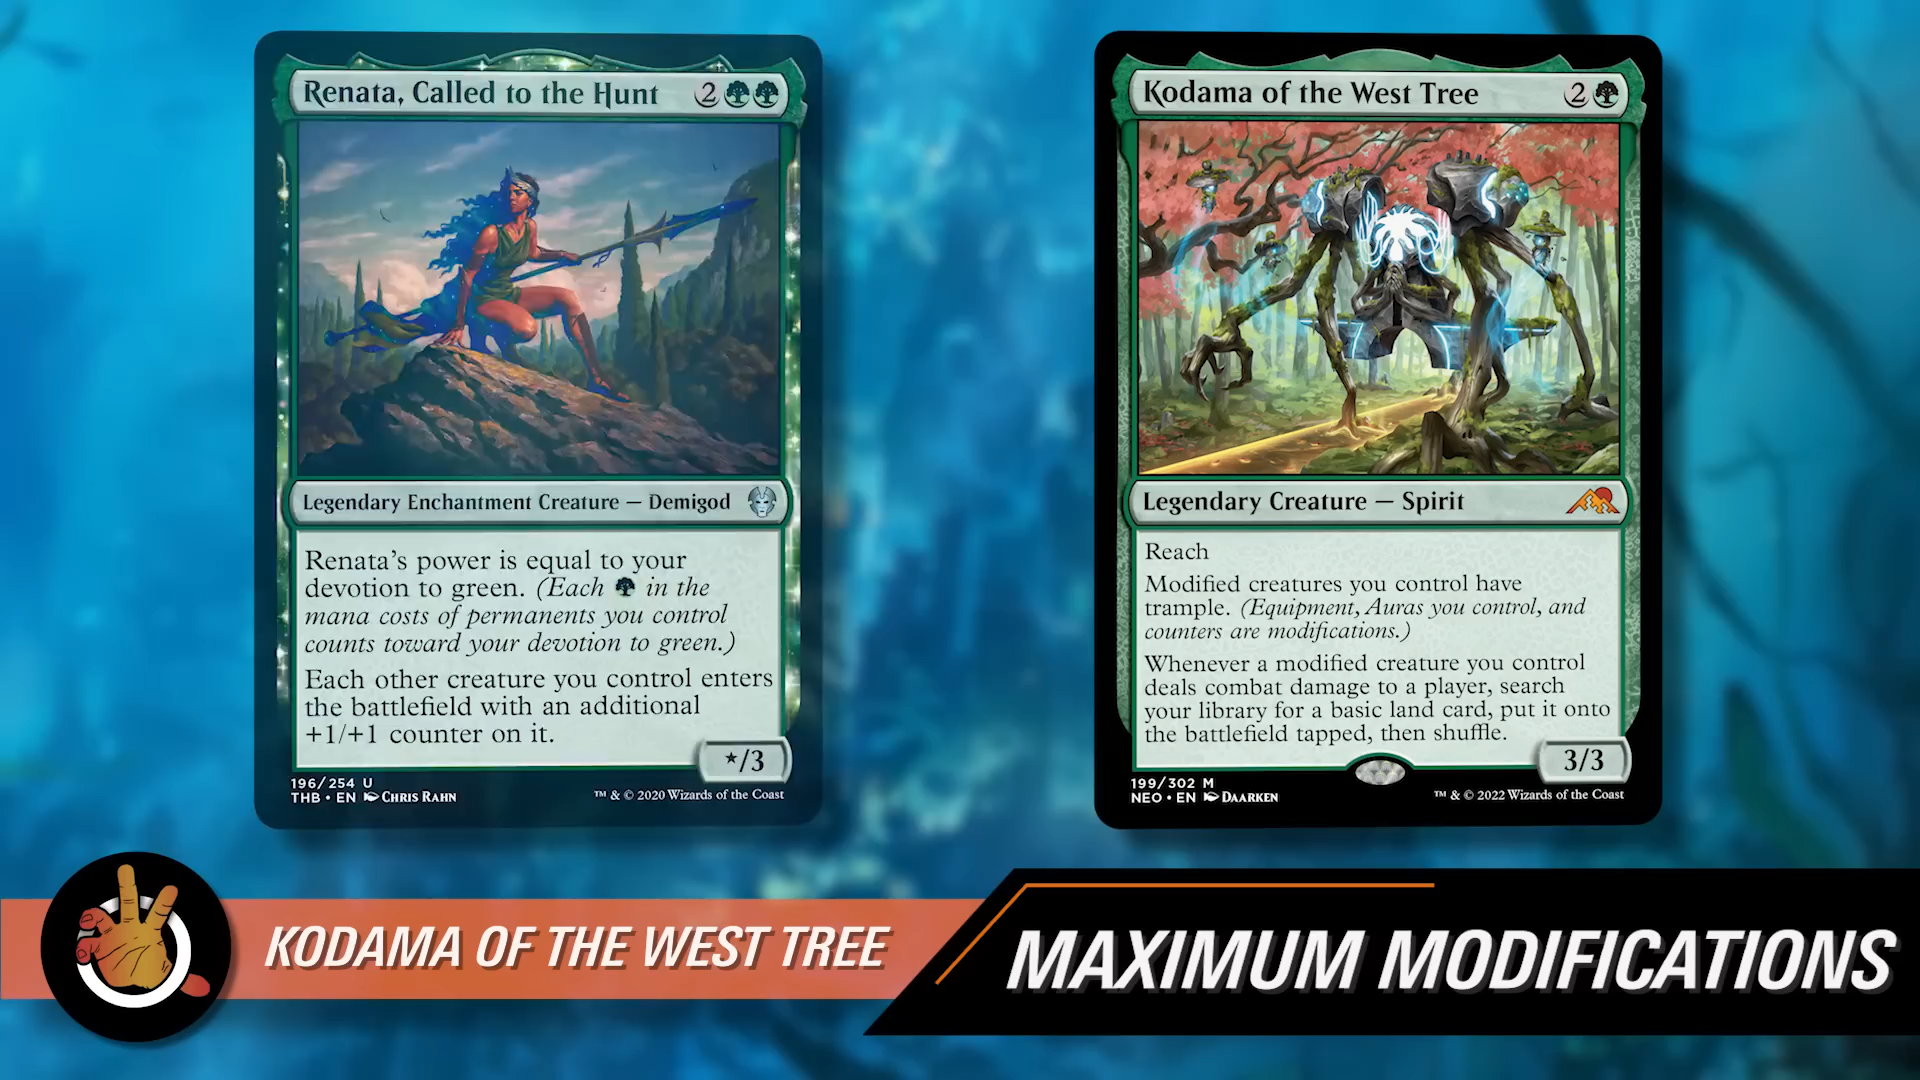 Renata, Called to the Hunt 2
Legendary Enchantment Creature — Demigod
Renata's power is equal to your
devotion to green. (Each in the
mana costs of permanents you control
counts toward your devotion to green.)
Each other creature you control enters
the battlefield with an additional
+1/+1 counter on it.
★/3
196/254 U
THB • EN Chris Rahn
™ & © 2020 Wizards of the Coast
Kodama of the West Tree 2
Legendary Creature — Spirit
Reach
Modified creatures you control have
trample. (Equipment, Auras you control, and
counters are modifications.)
Whenever a modified creature you control
deals combat damage to a player, search
your library for a basic land card, put it onto
the battlefield tapped, then shuffle.
3/3
199/302 M
NEO • EN Daarken
™ & © 2022 Wizards of the Coast
KODAMA OF THE WEST TREE
MAXIMUM MODIFICATIONS